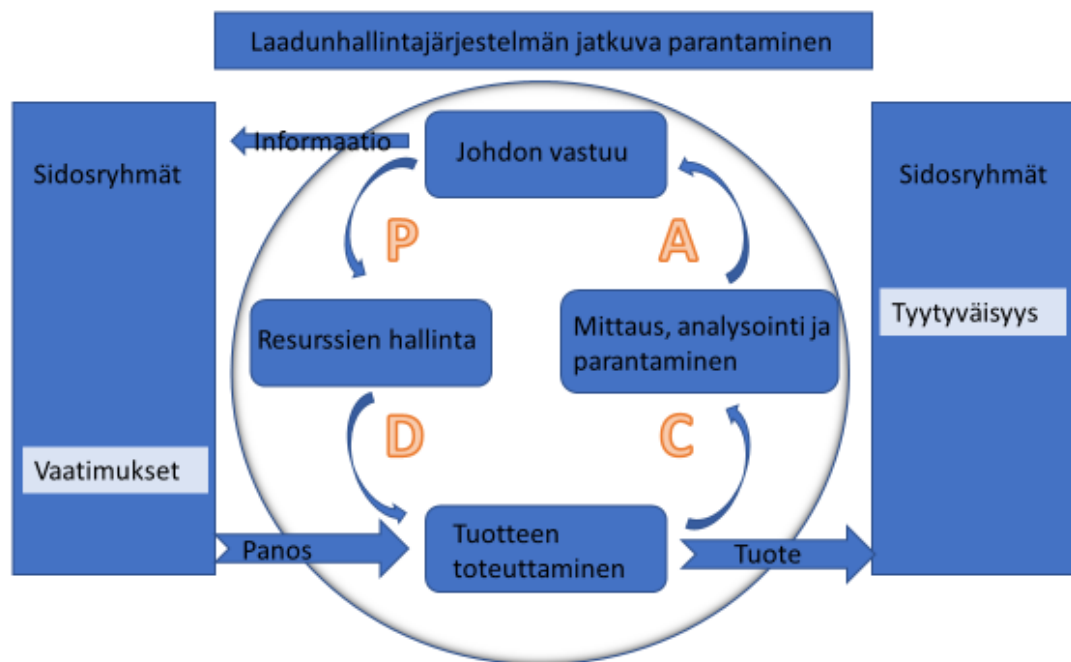 Laadunhallintajärjestelmän jatkuva parantaminen
Sidosryhmät
Informaatio
Johdon vastuu
Sidosryhmät
P
A
Resurssien hallinta
Mittaus, analysointi ja
parantaminen
Tyytyväisyys
D
C
Vaatimukset
Panos
Tuotteen
toteuttaminen
Tuote